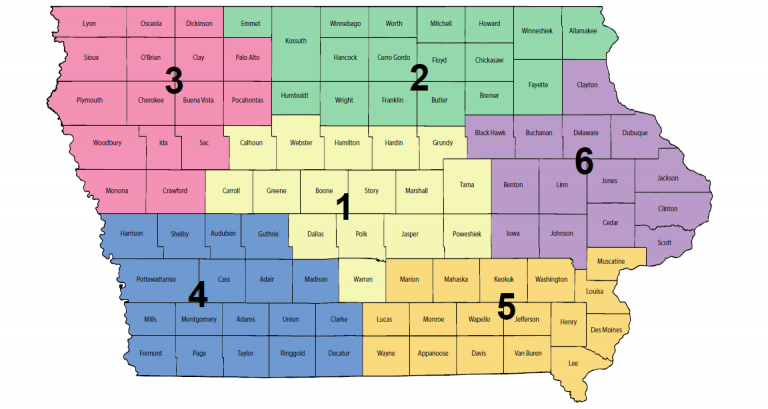 Lyon Osceola Dickinson Emmet Kossuth Winnebago Worth Mitchell Howard Winneshiek Allamakee
Sioux O'Brien Clay Palo Alto Hancock Cerro Gordo Floyd Chickasaw
3 2
Plymouth Cherokee Buena Vista Pocahontas Humboldt Wright Franklin Butler Bremer Fayette Clayton
Woodbury Ida Sac Calhoun Webster Hamilton Hardin Grundy Black Hawk Buchanan Delaware Dubuque
6
Monona Crawford Carroll Greene Boone Story Marshall Tama Benton Linn Jones Jackson
1
Clinton
Harrison Shelby Audubon Guthrie Dallas Polk Jasper Poweshiek Iowa Johnson Cedar Scott
Muscatine
Pottawattamie Cass Adair Madison Warren Marion Mahaska Keokuk Washington Louisa
4 5
Mills Montgomery Adams Union Clarke Lucas Monroe Wapello Jefferson Henry Des Moines
Fremont Page Taylor Ringgold Decatur Wayne Appanoose Davis Van Buren Lee